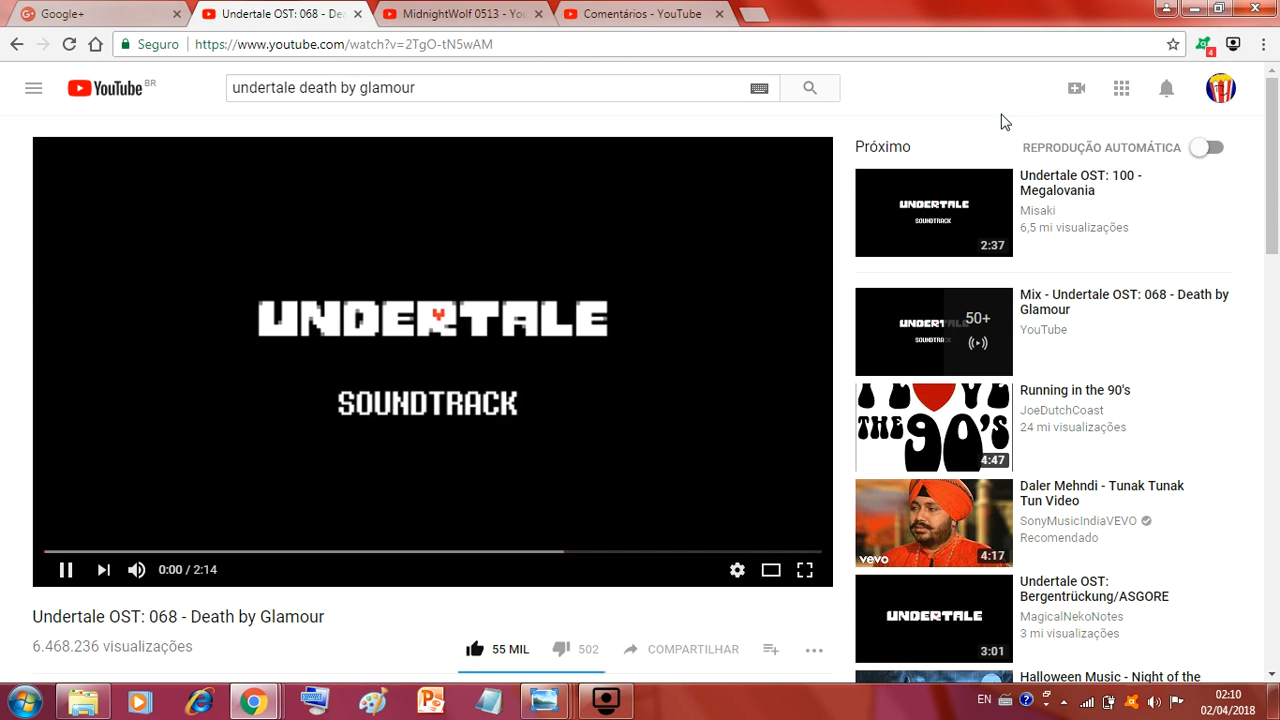 Google+
Undertale OST: 068 - Dea
MidnightWolf 0513 - You
Comentários - YouTube
Seguro
https://www.youtube.com/watch?v=2TgO-tN5wAM
4
YouTube BR
undertale death by glamour
UNDERTALE
SOUNDTRACK
0:00 / 2:14
Undertale OST: 068 - Death by Glamour
6.468.236 visualizações
55 MIL
502
COMPARTILHAR
Próximo
REPRODUÇÃO AUTOMÁTICA
UNDERTALE
SOUNDTRACK
2:37
Undertale OST: 100 -
Megalovania
Misaki
6,5 mi visualizações
50+
Mix - Undertale OST: 068 - Death by
Glamour
YouTube
THE 90'S
4:47
Running in the 90's
JoeDutchCoast
24 mi visualizações
vevo
4:17
Daler Mehndi - Tunak Tunak
Tun Video
SonyMusicIndiaVEVO
Recomendado
UNDERTALE
3:01
Undertale OST:
Bergentrückung/ASGORE
MagicalNekoNotes
3 mi visualizações
Halloween Music - Night of the
EN
02:10
02/04/2018